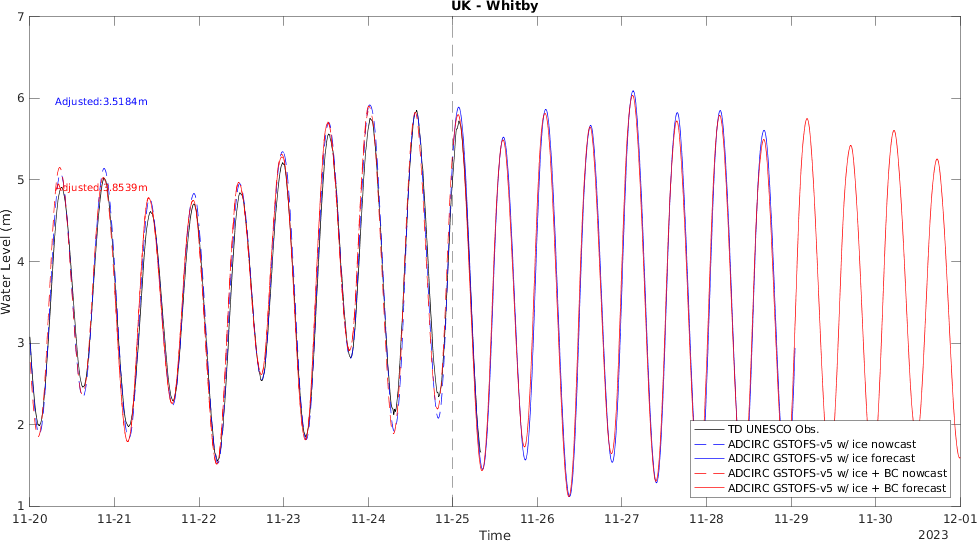 UK - Whitby
7
6
5
4
3
2
1
Adjusted:3.5184m
Adjusted:3.8539m
Water Level (m)
TD UNESCO Obs.
ADCIRC GSTOFS-v5 w/ ice nowcast
ADCIRC GSTOFS-v5 w/ ice forecast
ADCIRC GSTOFS-v5 w/ ice + BC nowcast
ADCIRC GSTOFS-v5 w/ ice + BC forecast
11-20 11-21 11-22 11-23 11-24 11-25 11-26 11-27 11-28 11-29 11-30 12-01
Time
2023